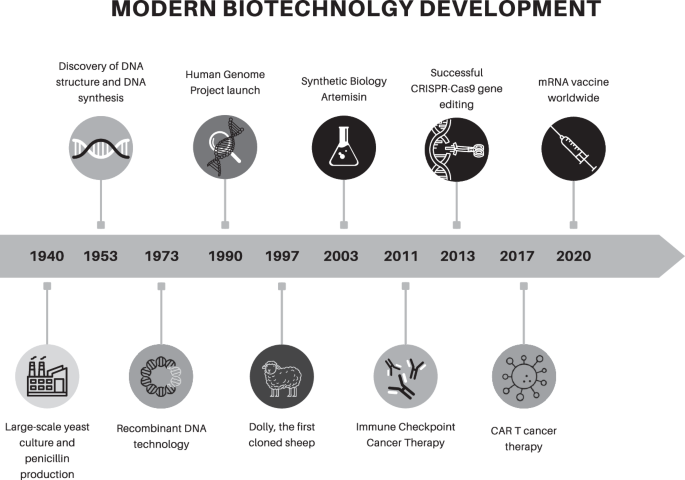 MODERN BIOTECHNOLGY DEVELOPMENT
Discovery of DNA
structure and DNA
synthesis
Human Genome
Project launch
Synthetic Biology
Artemisin
Successful
CRISPR-Cas9 gene
editing
mRNA vaccine
worldwide
1940 1953 1973 1990 1997 2003 2011 2013 2017 2020
Large-scale yeast
culture and
penicillin
production
Recombinant DNA
technology
Dolly, the first
cloned sheep
Immune Checkpoint
Cancer Therapy
CAR T cancer
therapy